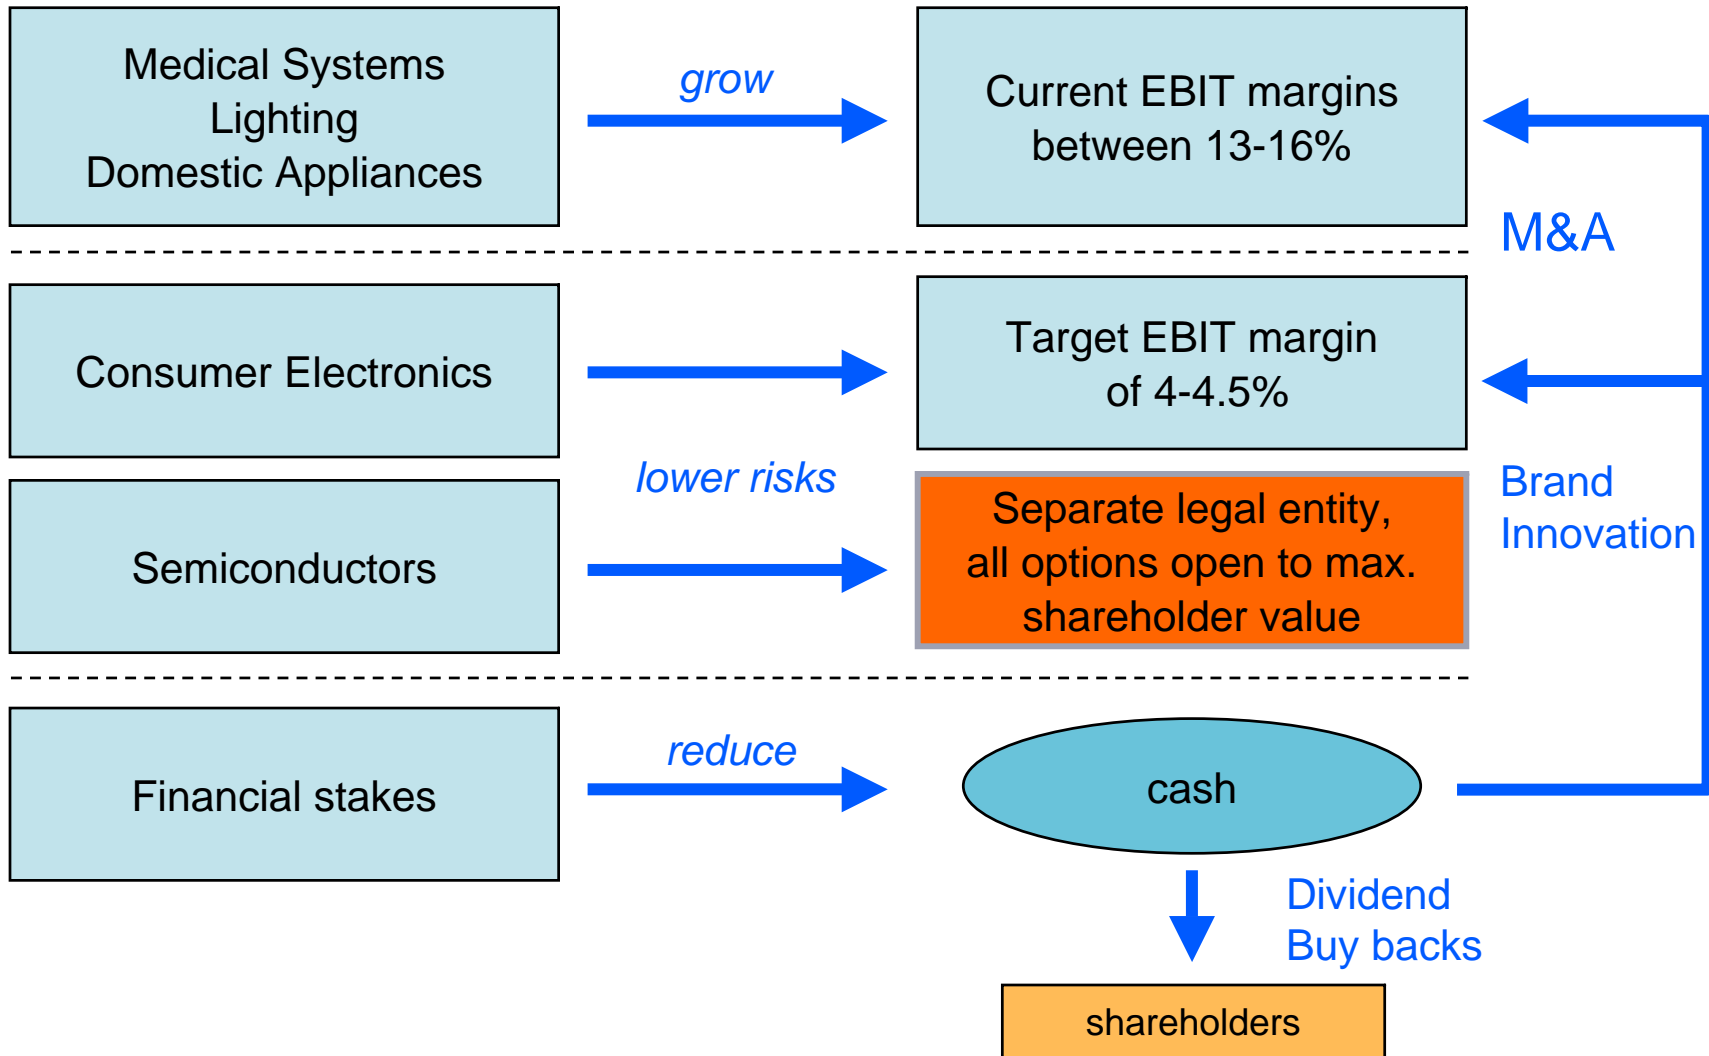 Medical Systems
Lighting
Domestic Appliances
grow
Current EBIT margins
between 13-16%
M&A
Consumer Electronics
Target EBIT margin
of 4-4.5%
lower risks
Brand
Innovation
Semiconductors
Separate legal entity,
all options open to max.
shareholder value
Financial stakes
reduce
cash
Dividend
Buy backs
shareholders